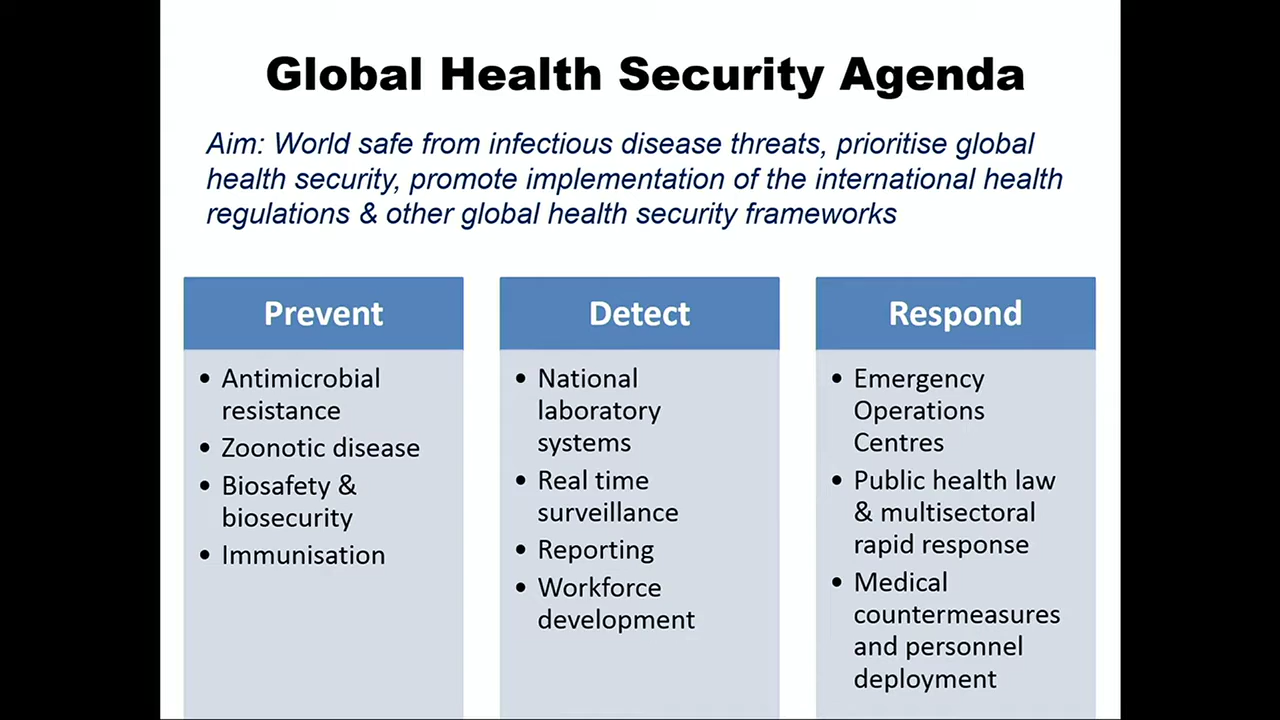 Global Health Security Agenda
Aim: World safe from infectious disease threats, prioritise global
health security, promote implementation of the international health
regulations & other global health security frameworks
Prevent
• Antimicrobial
resistance
• Zoonotic disease
• Biosafety &
biosecurity
• Immunisation
Detect
• National
laboratory
systems
• Real time
surveillance
• Reporting
• Workforce
development
Respond
• Emergency
Operations
Centres
• Public health law
& multisectoral
rapid response
• Medical
countermeasures
and personnel
deployment